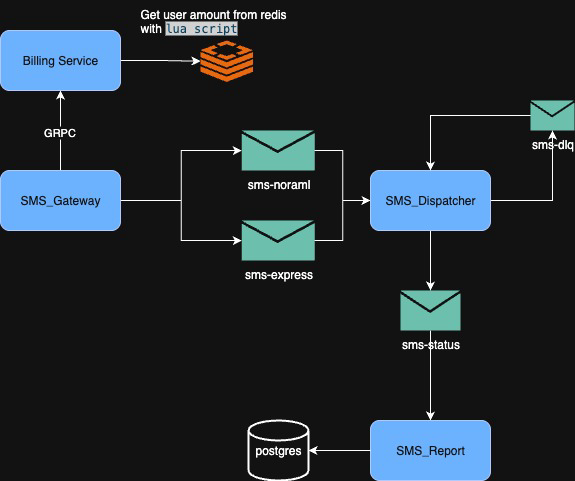 Get user amount from redis
with lua script
Billing Service
GRPC
SMS_Gateway
sms-noraml
sms-express
SMS_Dispatcher
sms-dlq
sms-status
postgres
SMS_Report